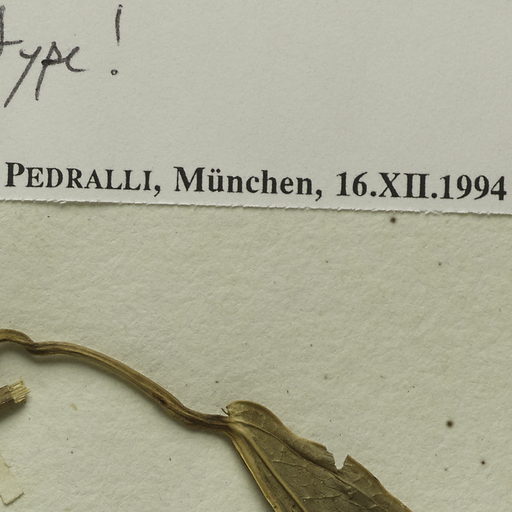 type!
PEDRALLI, München, 16.XII.1994